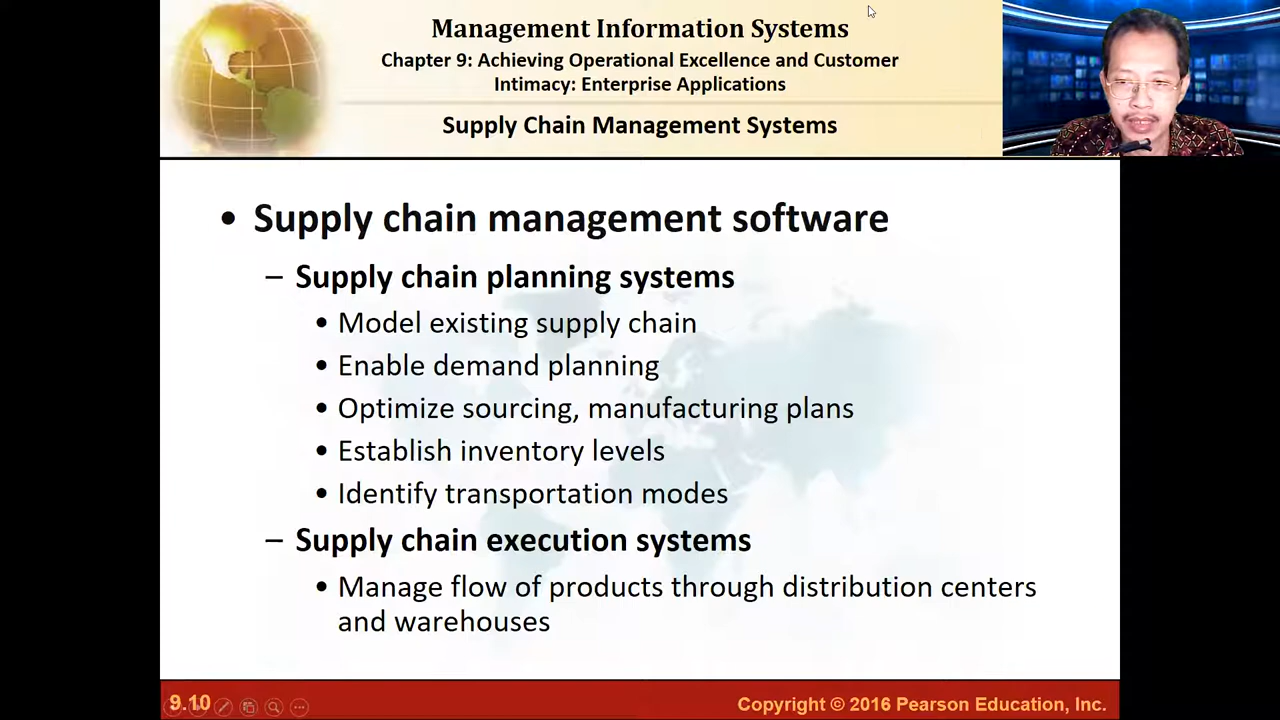 Management Information Systems
Chapter 9: Achieving Operational Excellence and Customer
Intimacy: Enterprise Applications
Supply Chain Management Systems
• Supply chain management software
– Supply chain planning systems
• Model existing supply chain
• Enable demand planning
• Optimize sourcing, manufacturing plans
• Establish inventory levels
• Identify transportation modes
– Supply chain execution systems
• Manage flow of products through distribution centers
and warehouses
9.10
Copyright © 2016 Pearson Education, Inc.